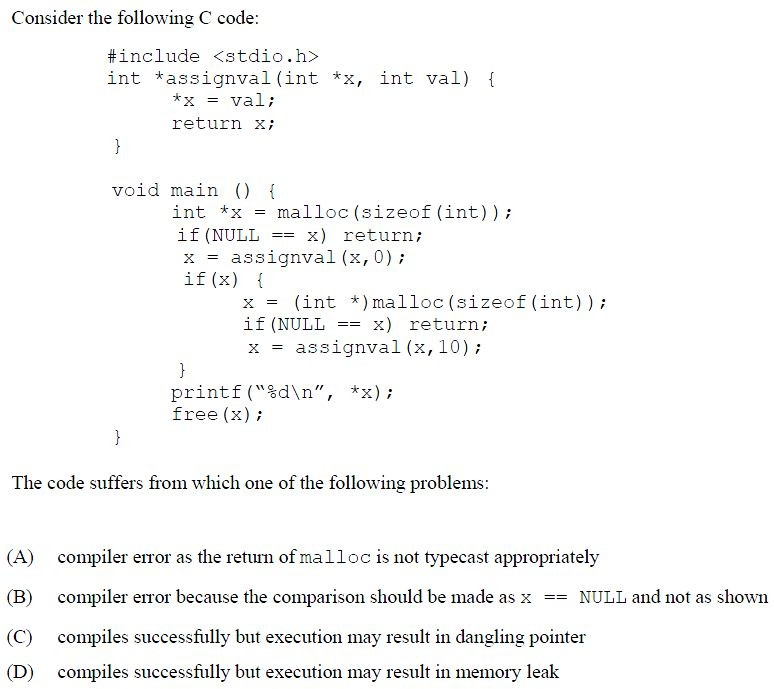 Consider the following C code:
#include <stdio.h>
int *assignval(int *x, int val) {
*x = val;
return x;
}
void main () {
int *x = malloc(sizeof(int));
if(NULL == x) return;
x = assignval(x,0);
if(x) {
x = (int *)malloc(sizeof(int));
if(NULL == x) return;
x = assignval(x,10);
}
printf(“%d\n”, *x);
free(x);
}
The code suffers from which one of the following problems:
(A) compiler error as the return of malloc is not typecast appropriately
(B) compiler error because the comparison should be made as x == NULL and not as shown
(C) compiles successfully but execution may result in dangling pointer
(D) compiles successfully but execution may result in memory leak